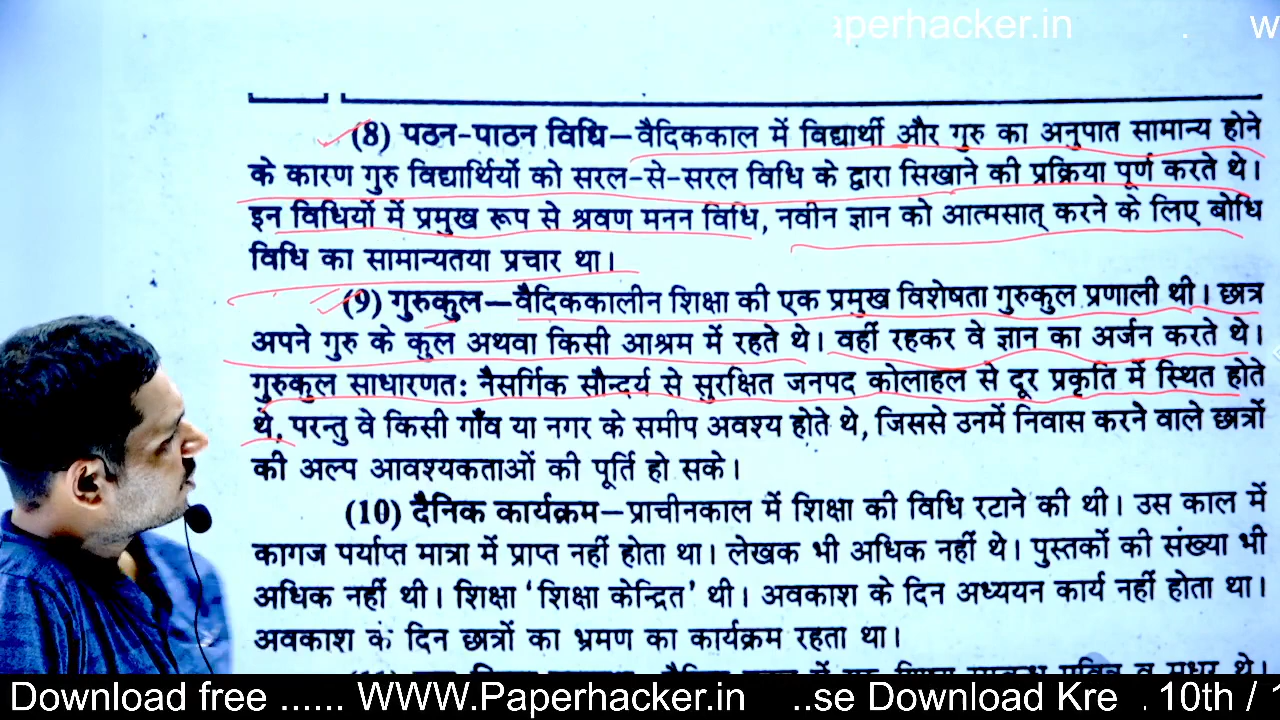 aperhacker.in . w
(8) पठन-पाठन विधि—वैदिककाल में विद्यार्थी और गुरु का अनुपात सामान्य होने
के कारण गुरु विद्यार्थियों को सरल-से-सरल विधि के द्वारा सिखाने की प्रक्रिया पूर्ण करते थे।
इन विधियों में प्रमुख रूप से श्रवण मनन विधि, नवीन ज्ञान को आत्मसात् करने के लिए बोधि
विधि का सामान्यतया प्रचार था।
(9) गुरुकुल—वैदिककालीन शिक्षा की एक प्रमुख विशेषता गुरुकुल प्रणाली थी। छात्र
अपने गुरु के कुल अथवा किसी आश्रम में रहते थे। वहीं रहकर वे ज्ञान का अर्जन करते थे।
गुरुकुल साधारणतः नैसर्गिक सौन्दर्य से सुरक्षित जनपद कोलाहल से दूर प्रकृति में स्थित होते
थे, परन्तु वे किसी गाँव या नगर के समीप अवश्य होते थे, जिससे उनमें निवास करने वाले छात्रों
की अल्प आवश्यकताओं की पूर्ति हो सके।
(10) दैनिक कार्यक्रम—प्राचीनकाल में शिक्षा की विधि रटाने की थी। उस काल में
कागज पर्याप्त मात्रा में प्राप्त नहीं होता था। लेखक भी अधिक नहीं थे। पुस्तकों की संख्या भी
अधिक नहीं थी। शिक्षा ‘शिक्षा केन्द्रित’ थी। अवकाश के दिन अध्ययन कार्य नहीं होता था।
अवकाश के दिन छात्रों का भ्रमण का कार्यक्रम रहता था।
Download free ...... WWW.Paperhacker.in ..se Download Kre . 10th /